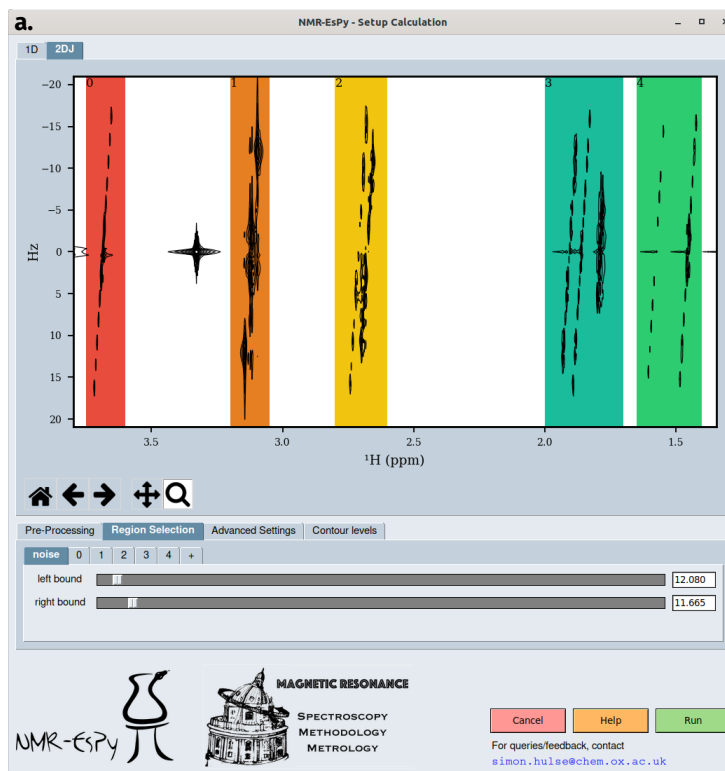 a.
NMR-EsPy - Setup Calculation
1D 2DJ
0 1 2 3 4
−20
−15
−10
−5
0
5
10
15
20
Hz
3.5 3.0 2.5 2.0 1.5
¹H (ppm)
Pre-Processing Region Selection Advanced Settings Contour levels
noise 0 1 2 3 4 +
left bound 12.080
right bound 11.665
NMR-EsPy
MAGNETIC RESONANCE
SPECTROSCOPY
METHODOLOGY
METROLOGY
Cancel Help Run
For queries/feedback, contact
simon.hulse@chem.ox.ac.uk